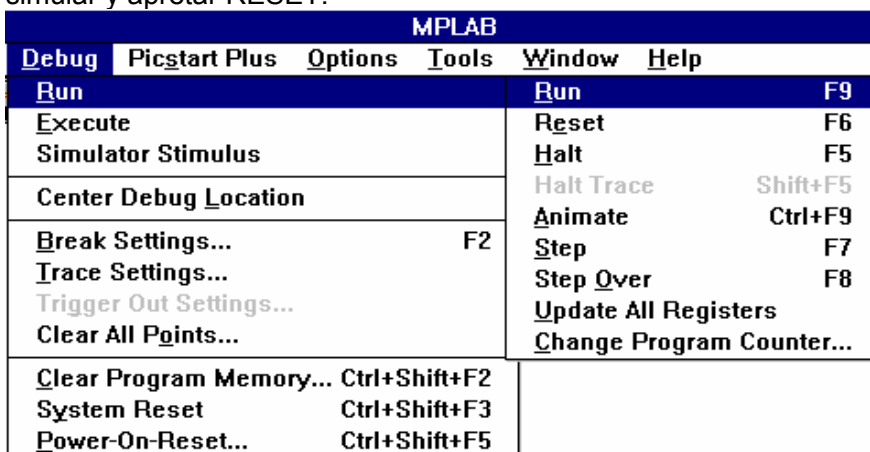 simular y apretar RESET.
MPLAB
Debug Picstart Plus Options Tools Window Help
Run
Execute
Simulator Stimulus
Center Debug Location
Break Settings... F2
Trace Settings...
Trigger Out Settings...
Clear All Points...
Clear Program Memory... Ctrl+Shift+F2
System Reset Ctrl+Shift+F3
Power-On-Reset... Ctrl+Shift+F5
Run F9
Reset F6
Halt F5
Halt Trace Shift+F5
Animate Ctrl+F9
Step F7
Step Over F8
Update All Registers
Change Program Counter...